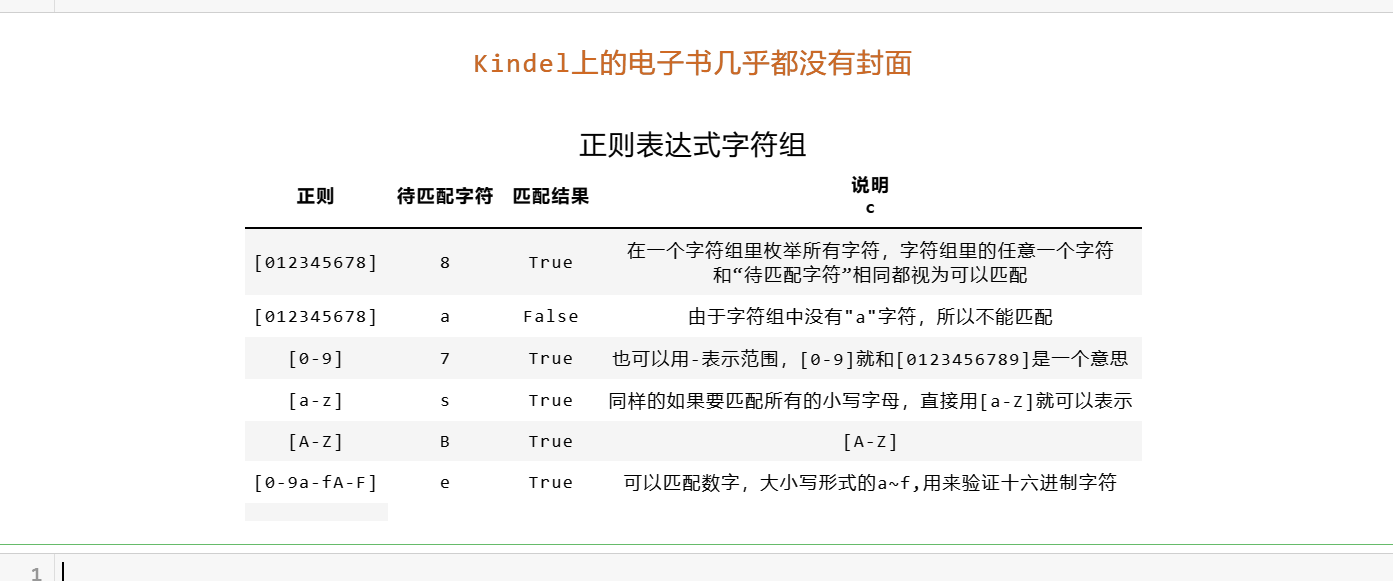 Kindel上的电子书几乎都没有封面
正则表达式字符组
正则 待匹配字符 匹配结果 说明
c
[012345678] 8 True 在一个字符组里枚举所有字符，字符组里的任意一个字符
和“待匹配字符”相同都视为可以匹配
[012345678] a False 由于字符组中没有"a"字符，所以不能匹配
[0-9] 7 True 也可以用-表示范围，[0-9]就和[0123456789]是一个意思
[a-z] s True 同样的如果要匹配所有的小写字母，直接用[a-Z]就可以表示
[A-Z] B True [A-Z]
[0-9a-fA-F] e True 可以匹配数字，大小写形式的a~f,用来验证十六进制字符
1